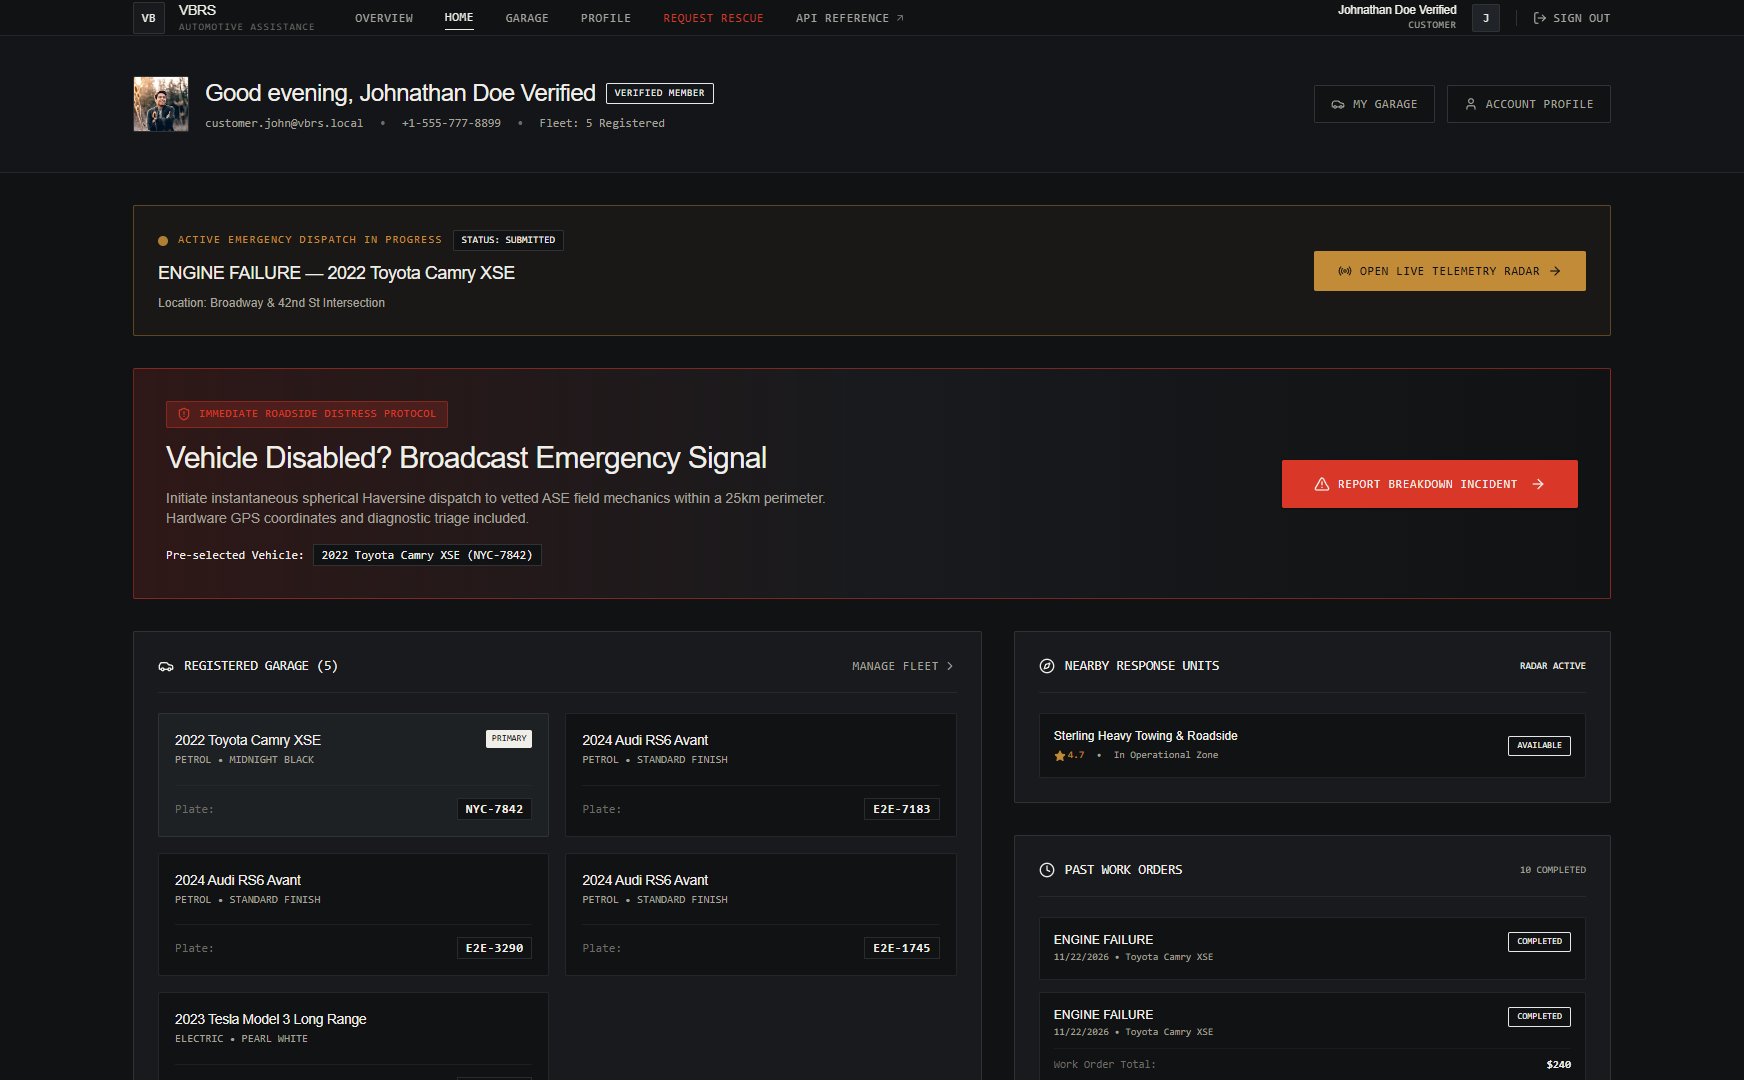 VB
VBRS
AUTOMOTIVE ASSISTANCE
OVERVIEW
HOME
GARAGE
PROFILE
REQUEST RESCUE
API REFERENCE ↗
Johnathan Doe Verified
CUSTOMER
J
SIGN OUT
Good evening, Johnathan Doe Verified
VERIFIED MEMBER
customer.john@vbrs.local • +1-555-777-8899 • Fleet: 5 Registered
MY GARAGE
ACCOUNT PROFILE
ACTIVE EMERGENCY DISPATCH IN PROGRESS
STATUS: SUBMITTED
ENGINE FAILURE — 2022 Toyota Camry XSE
Location: Broadway & 42nd St Intersection
OPEN LIVE TELEMETRY RADAR
IMMEDIATE ROADSIDE DISTRESS PROTOCOL
Vehicle Disabled? Broadcast Emergency Signal
Initiate instantaneous spherical Haversine dispatch to vetted ASE field mechanics within a 25km perimeter.
Hardware GPS coordinates and diagnostic triage included.
Pre-selected Vehicle: 2022 Toyota Camry XSE (NYC-7842)
REPORT BREAKDOWN INCIDENT
REGISTERED GARAGE (5)
MANAGE FLEET
2022 Toyota Camry XSE
PRIMARY
PETROL • MIDNIGHT BLACK
Plate:
NYC-7842
2024 Audi RS6 Avant
PETROL • STANDARD FINISH
Plate:
E2E-7183
2024 Audi RS6 Avant
PETROL • STANDARD FINISH
Plate:
E2E-3290
2024 Audi RS6 Avant
PETROL • STANDARD FINISH
Plate:
E2E-1745
2023 Tesla Model 3 Long Range
ELECTRIC • PEARL WHITE
NEARBY RESPONSE UNITS
RADAR ACTIVE
Sterling Heavy Towing & Roadside
4.7 • In Operational Zone
AVAILABLE
PAST WORK ORDERS
10 COMPLETED
ENGINE FAILURE
11/22/2026 • Toyota Camry XSE
COMPLETED
ENGINE FAILURE
11/22/2026 • Toyota Camry XSE
COMPLETED
Work Order Total:
$240